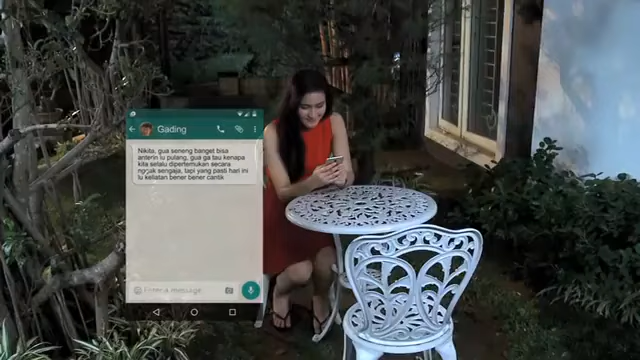 Gading
Nikita, gua seneng banget bisa
anterin lu pulang, gua ga tau kenapa
kita selalu dipertemukan secara
nggak sengaja, tapi yang pasti hari ini
lu keliatan bener bener cantik
Enter a message